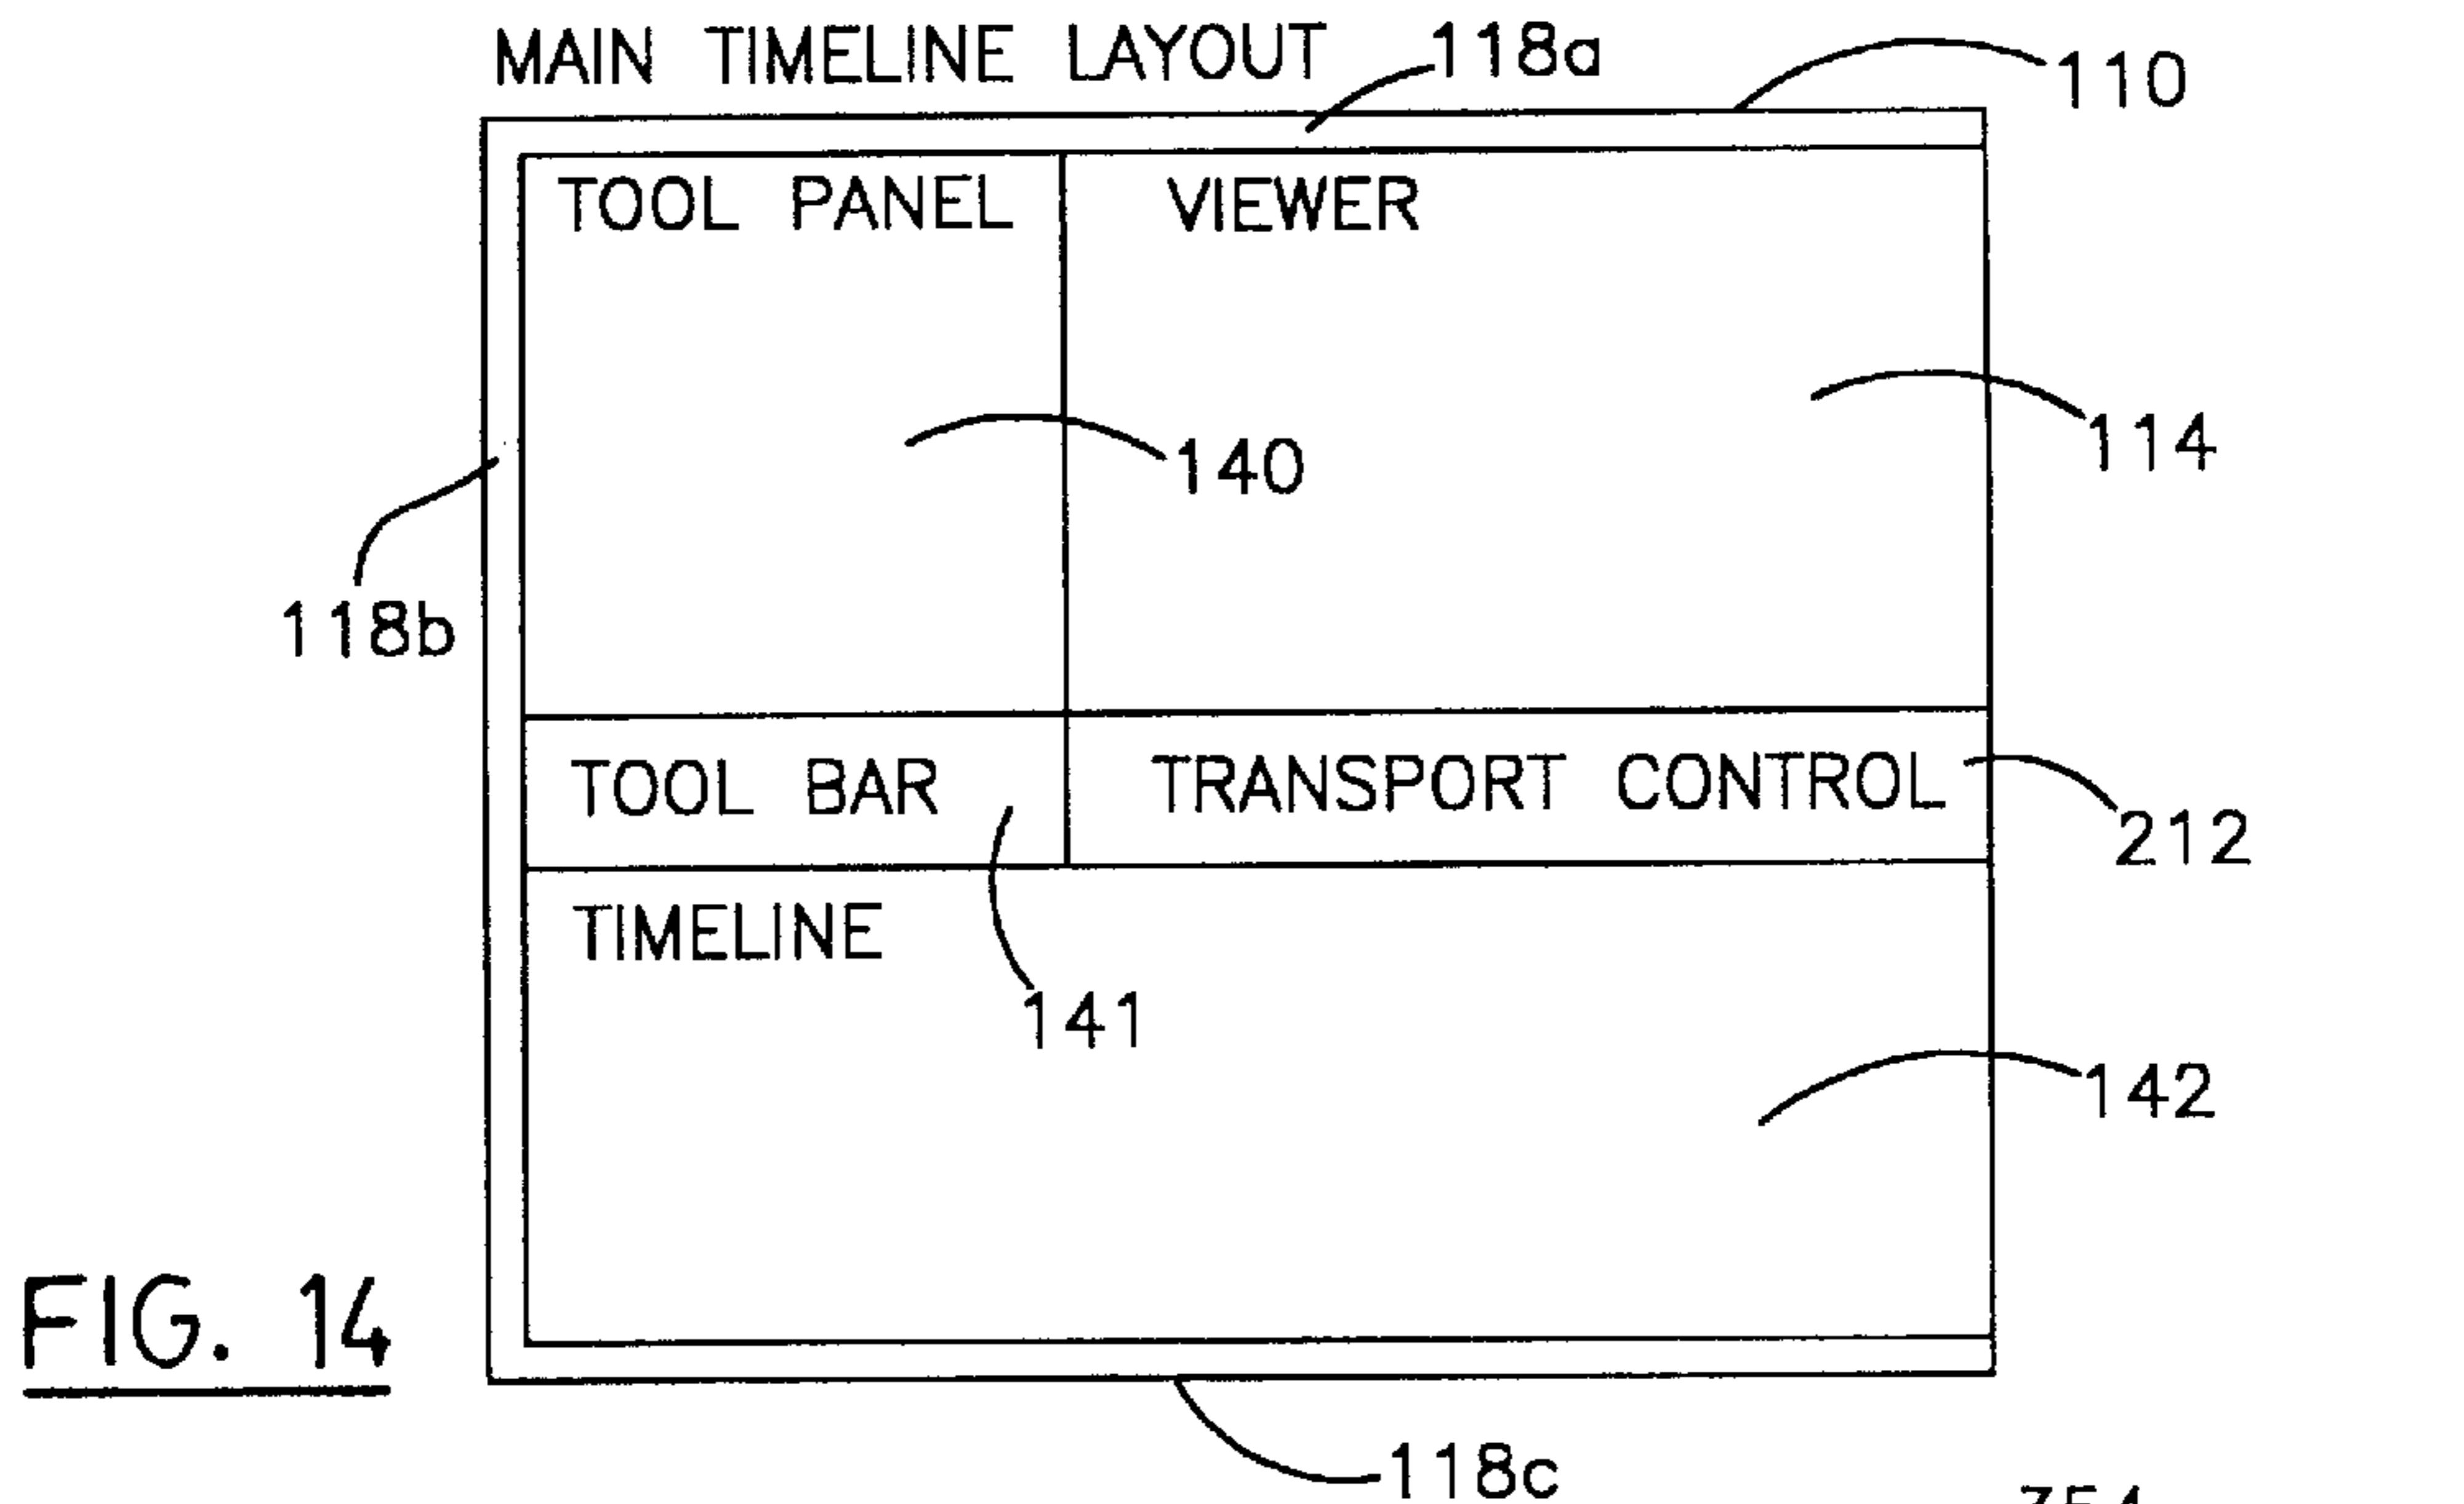 MAIN TIMELINE LAYOUT
118a
110
TOOL PANEL
VIEWER
140
114
118b
TOOL BAR
TRANSPORT CONTROL
212
TIMELINE
141
142
FIG. 14
118c